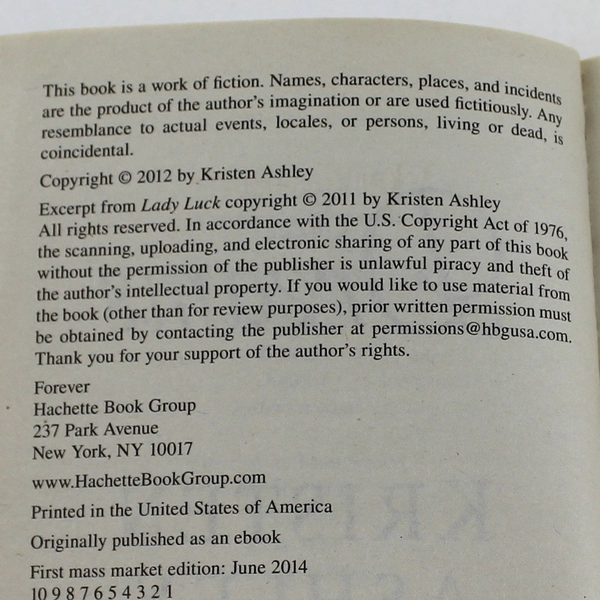 This book is a work of fiction. Names, characters, places, and incidents
are the product of the author's imagination or are used fictitiously. Any
resemblance to actual events, locales, or persons, living or dead, is
coincidental.
Copyright © 2012 by Kristen Ashley
Excerpt from Lady Luck copyright © 2011 by Kristen Ashley
All rights reserved. In accordance with the U.S. Copyright Act of 1976,
the scanning, uploading, and electronic sharing of any part of this book
without the permission of the publisher is unlawful piracy and theft of
the author's intellectual property. If you would like to use material from
the book (other than for review purposes), prior written permission must
be obtained by contacting the publisher at permissions@hbgusa.com.
Thank you for your support of the author's rights.
Forever
Hachette Book Group
237 Park Avenue
New York, NY 10017
www.HachetteBookGroup.com
Printed in the United States of America
Originally published as an ebook
First mass market edition: June 2014
10 9 8 7 6 5 4 3 2 1